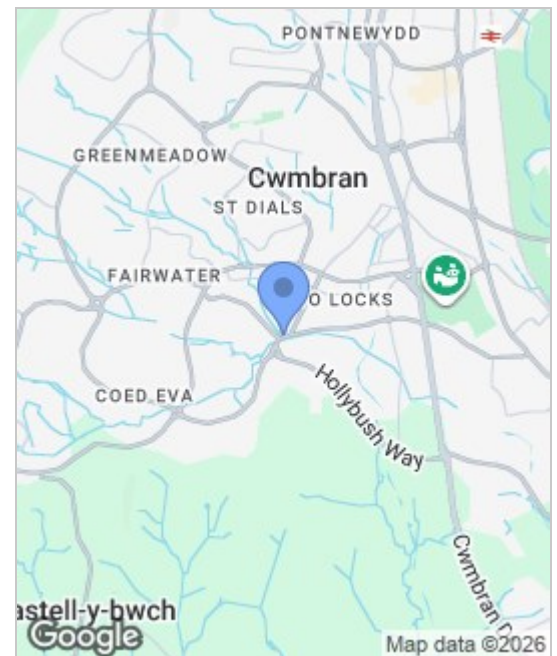 PONTNEWYDD
GREENMEADOW
Cwmbran
ST DIALS
FAIRWATER
O LOCKS
COED EVA
Hollybush Way
Cwmbran D
astell-y-bwch
Google
Map data ©2026